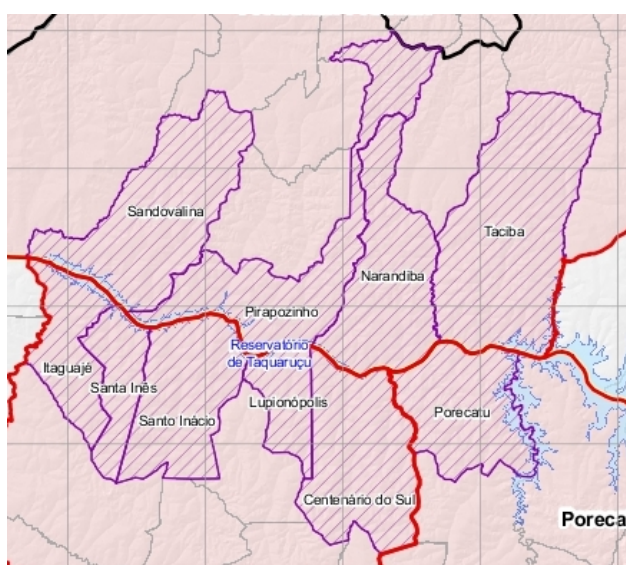 Sandovalina
Taciba
Narandiba
Pirapozinho
Reservatório
de Taquaruçu
Itaguajé
Santa Inês
Lupionópolis
Santo Inácio
Porecatu
Centenário do Sul
Poreca